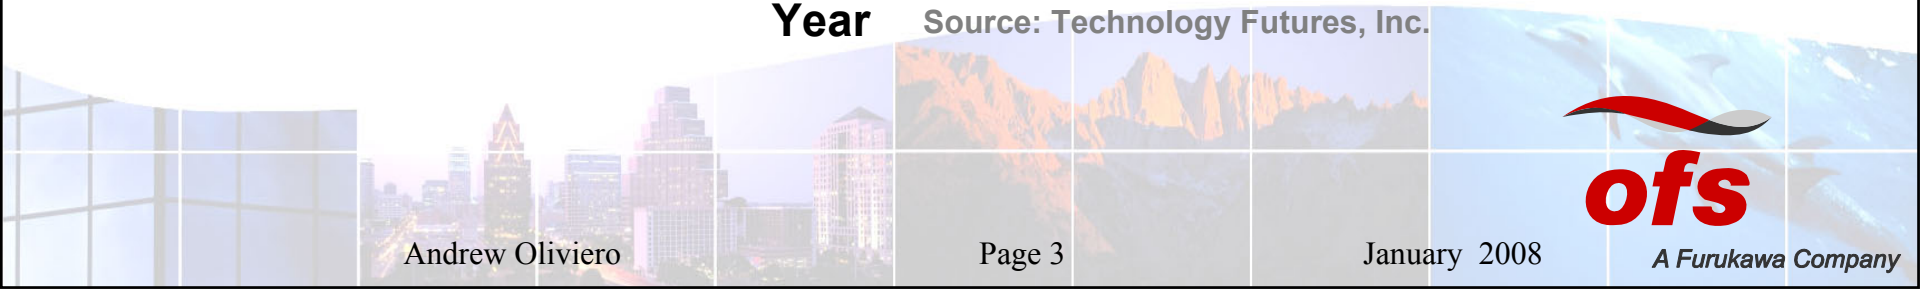 Year Source: Technology Futures, Inc.
ofs
Andrew Oliviero Page 3 January 2008 A Furukawa Company